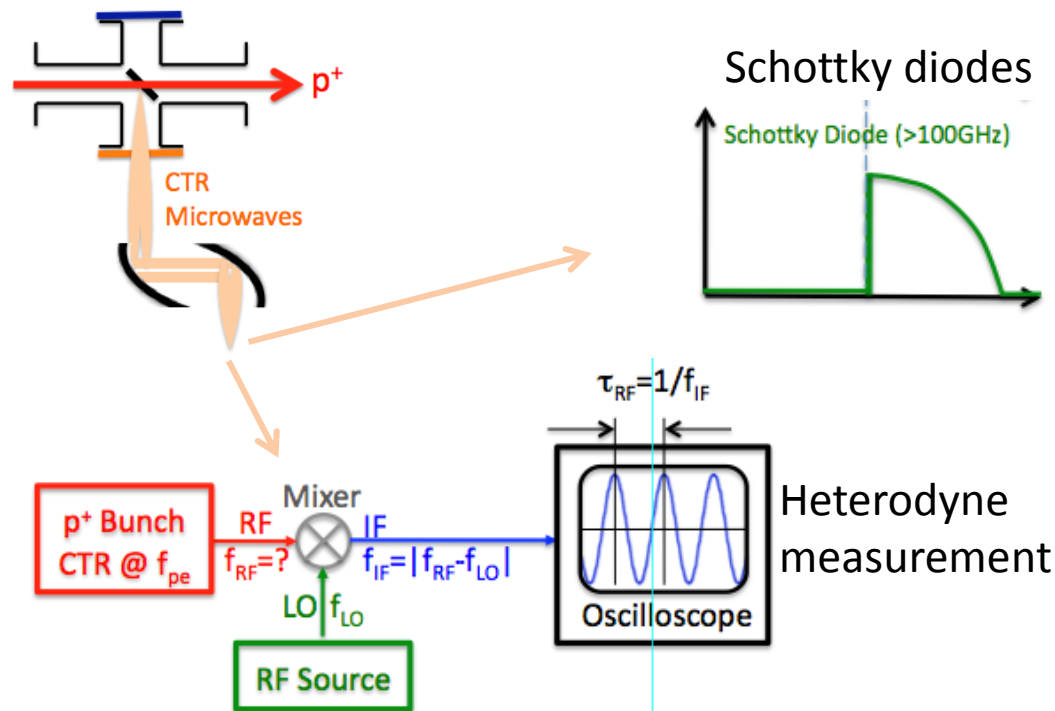 p⁺
Schottky diodes
Schottky Diode (>100GHz)
CTR
Microwaves
τRF=1/fIF
p⁺ Bunch
CTR @ fpe
RF
fRF=?
Mixer
IF
fIF=|fRF-fLO|
LO fLO
RF Source
Oscilloscope
Heterodyne
measurement